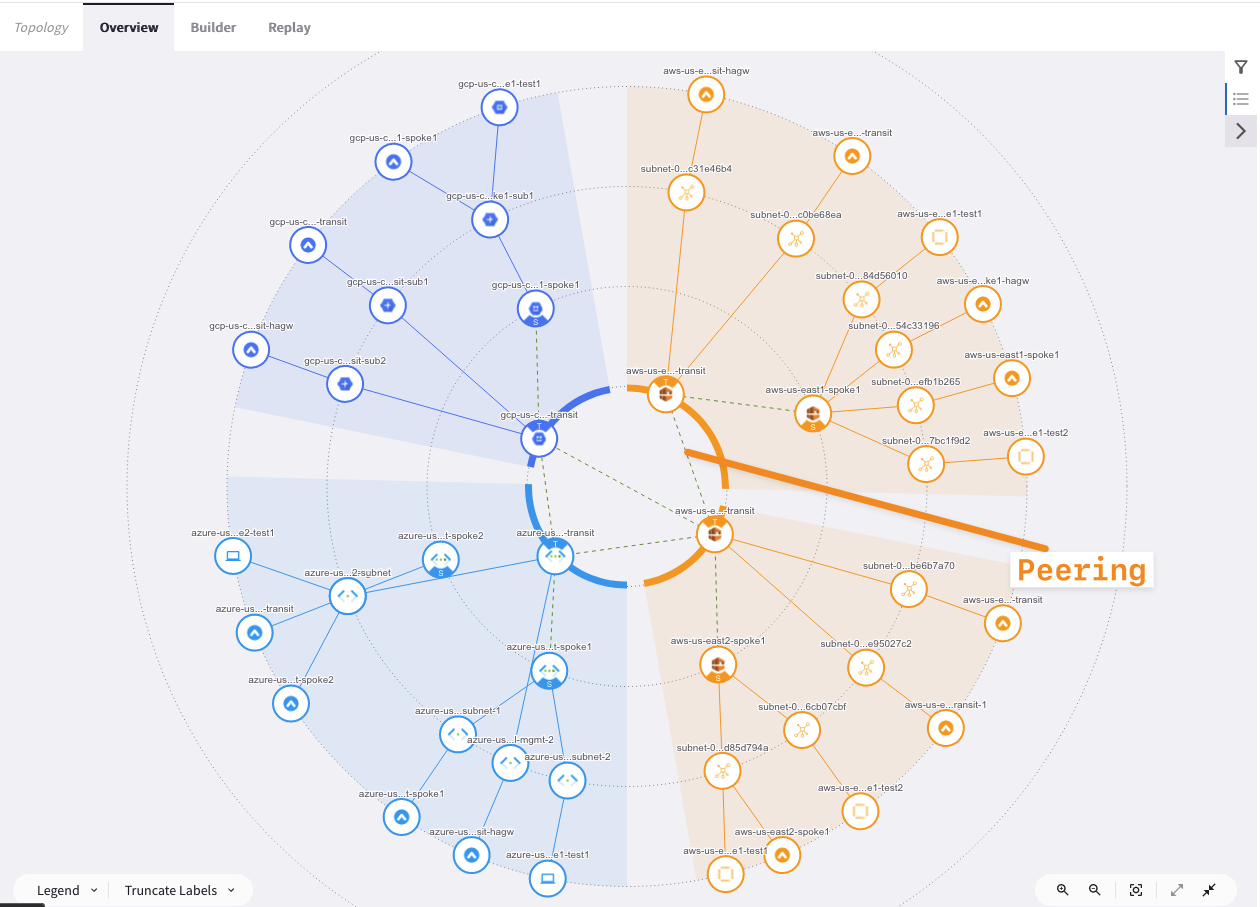 Topology
Overview
Builder
Replay
aws-us-e...sit-hagw
gcp-us-c...e1-test1
aws-us-e...-transit
gcp-us-c...1-spoke1
subnet-0...c31e46b4
gcp-us-c...ke1-sub1
subnet-0...c0be68ea
aws-us-e...e1-test1
gcp-us-c...-transit
subnet-0...84d56010
aws-us-e...ke1-hagw
gcp-us-c...sit-sub1
gcp-us-c...1-spoke1
S
gcp-us-c...sit-hagw
subnet-0...54c33196
aws-us-east1-spoke1
gcp-us-c...sit-sub2
aws-us-e...-transit
T
subnet-0...efb1b265
aws-us-east1-spoke1
S
gcp-us-c...-transit
T
subnet-0...7bc1f9d2
aws-us-e...e1-test2
aws-us-e...-transit
T
azure-us...e2-test1
azure-us...t-spoke2
S
azure-us...-transit
T
Peering
subnet-0...be6b7a70
azure-us...2-subnet
aws-us-e...-transit
azure-us...-transit
aws-us-east2-spoke1
S
subnet-0...e95027c2
azure-us...t-spoke1
S
azure-us...t-spoke2
azure-us...subnet-1
subnet-0...6cb07cbf
aws-us-e...ransit-1
azure-us...l-mgmt-2
subnet-0...d85d794a
azure-us...subnet-2
azure-us...t-spoke1
aws-us-e...e1-test2
azure-us...sit-hagw
aws-us-east2-spoke1
azure-us...e1-test1
aws-us-e...e1-test1
Legend
Truncate Labels